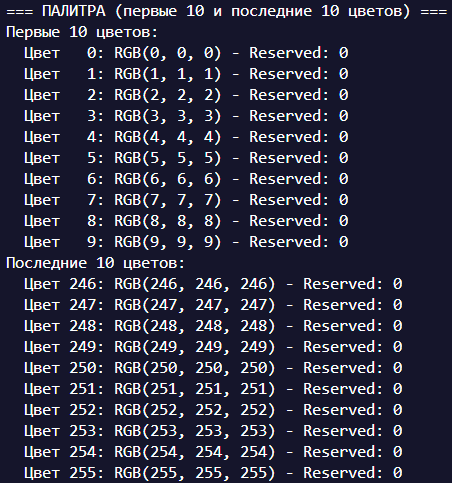 === ПАЛИТРА (первые 10 и последние 10 цветов) ===
Первые 10 цветов:
  Цвет   0: RGB(0, 0, 0) - Reserved: 0
  Цвет   1: RGB(1, 1, 1) - Reserved: 0
  Цвет   2: RGB(2, 2, 2) - Reserved: 0
  Цвет   3: RGB(3, 3, 3) - Reserved: 0
  Цвет   4: RGB(4, 4, 4) - Reserved: 0
  Цвет   5: RGB(5, 5, 5) - Reserved: 0
  Цвет   6: RGB(6, 6, 6) - Reserved: 0
  Цвет   7: RGB(7, 7, 7) - Reserved: 0
  Цвет   8: RGB(8, 8, 8) - Reserved: 0
  Цвет   9: RGB(9, 9, 9) - Reserved: 0
Последние 10 цветов:
  Цвет 246: RGB(246, 246, 246) - Reserved: 0
  Цвет 247: RGB(247, 247, 247) - Reserved: 0
  Цвет 248: RGB(248, 248, 248) - Reserved: 0
  Цвет 249: RGB(249, 249, 249) - Reserved: 0
  Цвет 250: RGB(250, 250, 250) - Reserved: 0
  Цвет 251: RGB(251, 251, 251) - Reserved: 0
  Цвет 252: RGB(252, 252, 252) - Reserved: 0
  Цвет 253: RGB(253, 253, 253) - Reserved: 0
  Цвет 254: RGB(254, 254, 254) - Reserved: 0
  Цвет 255: RGB(255, 255, 255) - Reserved: 0